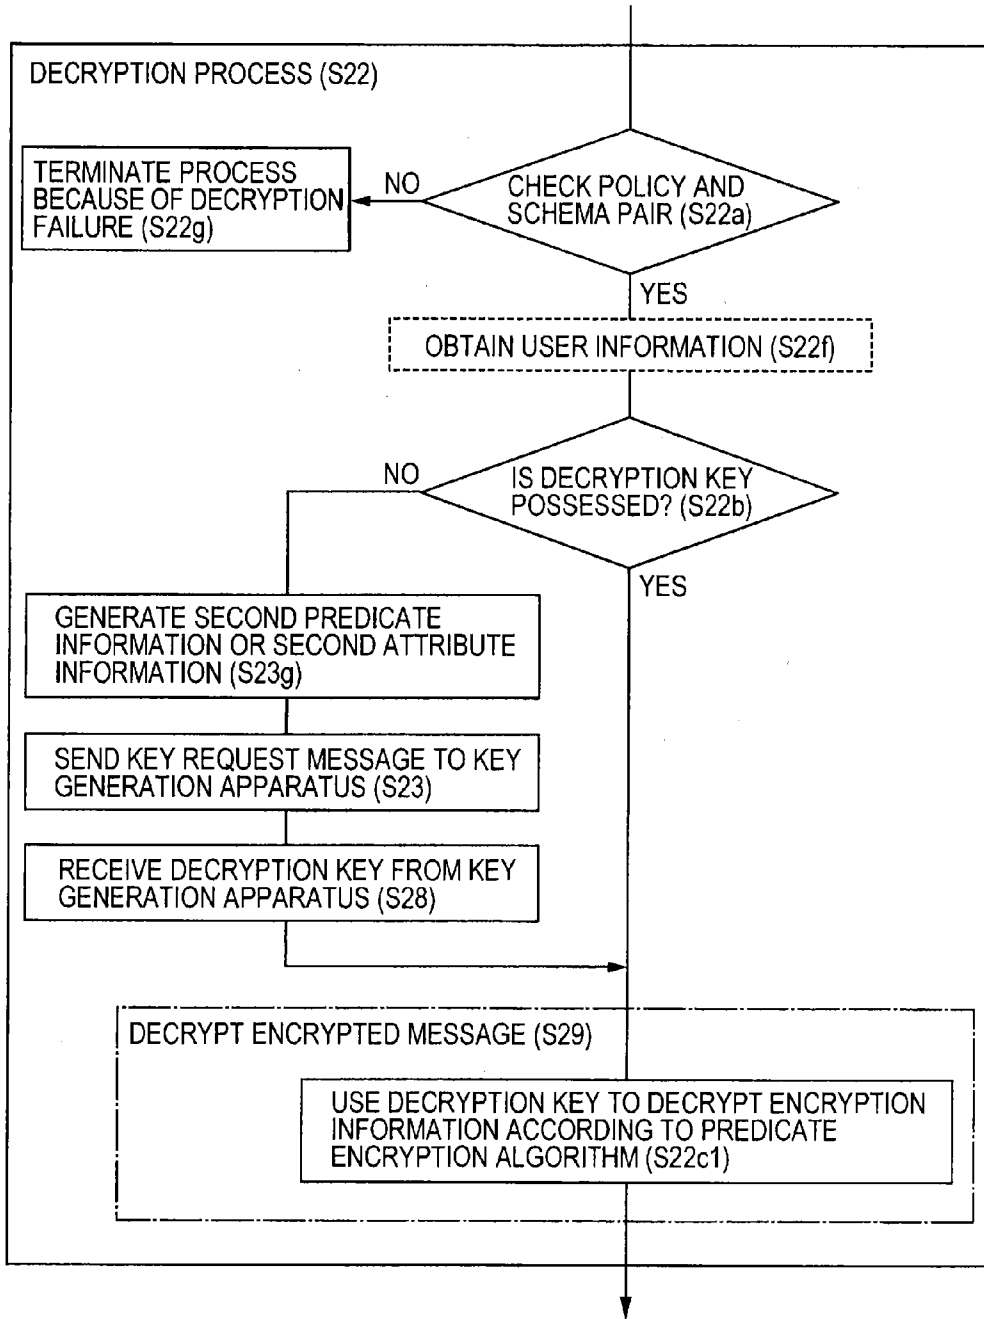 DECRYPTION PROCESS (S22)
TERMINATE PROCESS
BECAUSE OF DECRYPTION
FAILURE (S22g)
NO
CHECK POLICY AND
SCHEMA PAIR (S22a)
YES
OBTAIN USER INFORMATION (S22f)
NO
IS DECRYPTION KEY
POSSESSED? (S22b)
YES
GENERATE SECOND PREDICATE
INFORMATION OR SECOND ATTRIBUTE
INFORMATION (S23g)
SEND KEY REQUEST MESSAGE TO KEY
GENERATION APPARATUS (S23)
RECEIVE DECRYPTION KEY FROM KEY
GENERATION APPARATUS (S28)
DECRYPT ENCRYPTED MESSAGE (S29)
USE DECRYPTION KEY TO DECRYPT ENCRYPTION
INFORMATION ACCORDING TO PREDICATE
ENCRYPTION ALGORITHM (S22c1)